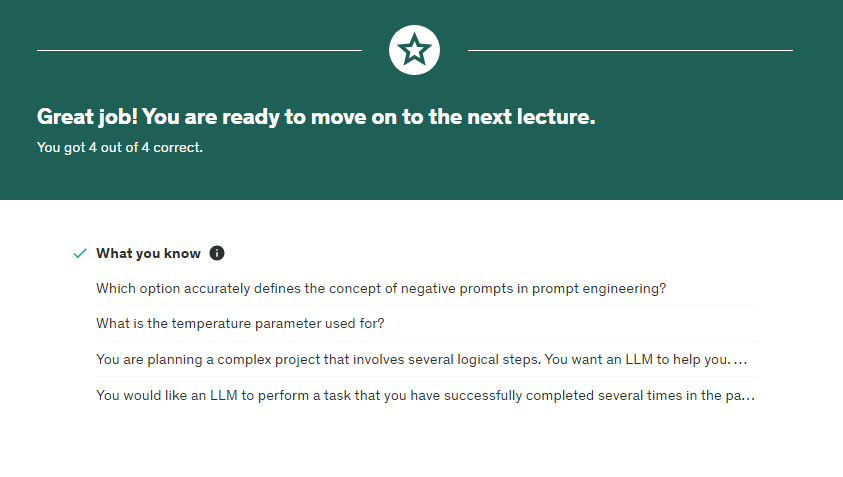 Great job! You are ready to move on to the next lecture.
You got 4 out of 4 correct.
What you know
Which option accurately defines the concept of negative prompts in prompt engineering?
What is the temperature parameter used for?
You are planning a complex project that involves several logical steps. You want an LLM to help you. ...
You would like an LLM to perform a task that you have successfully completed several times in the pa...